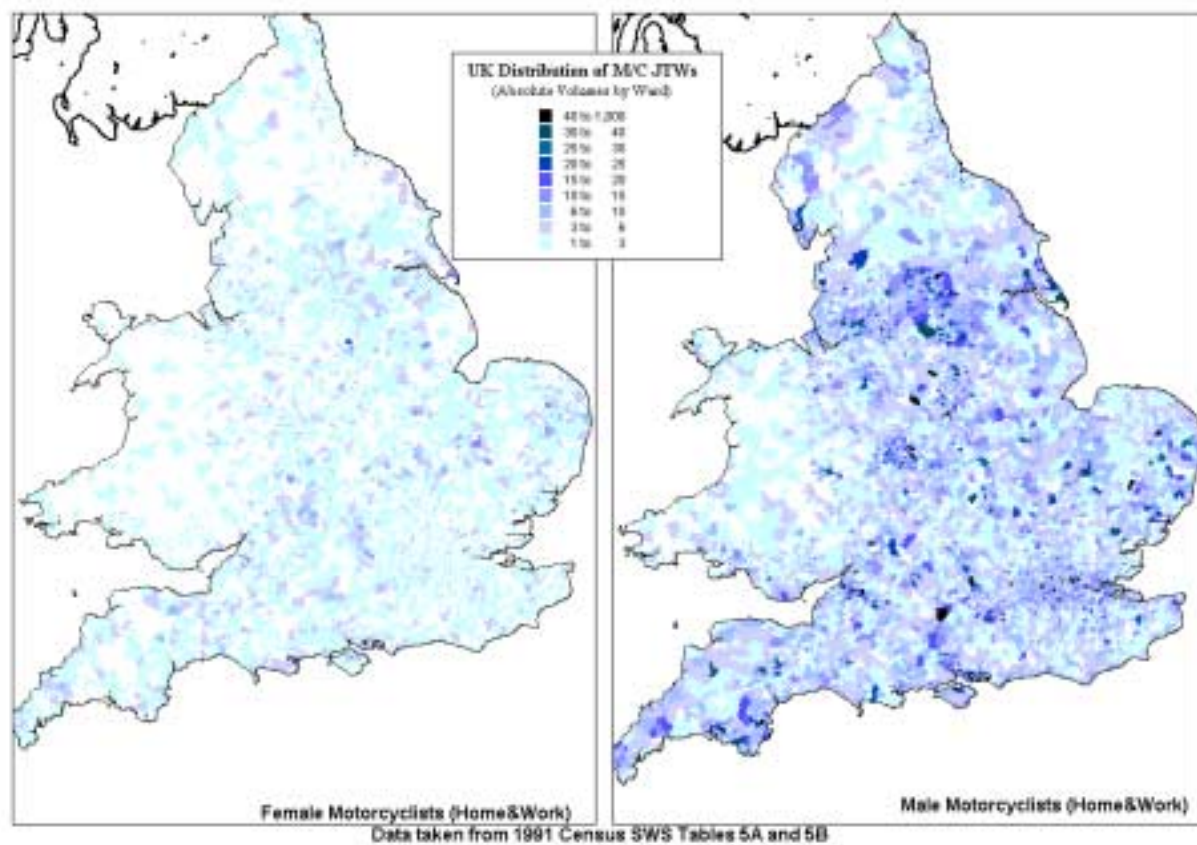 UK Distribution of M/C JTWs
(Absolute Volumes by Ward)
40 to 1,000
30 to 40
25 to 30
20 to 25
15 to 20
10 to 15
6 to 10
3 to 6
1 to 3
Female Motorcyclists (Home&Work)
Male Motorcyclists (Home&Work)
Data taken from 1991 Census SWS Tables 5A and 5B